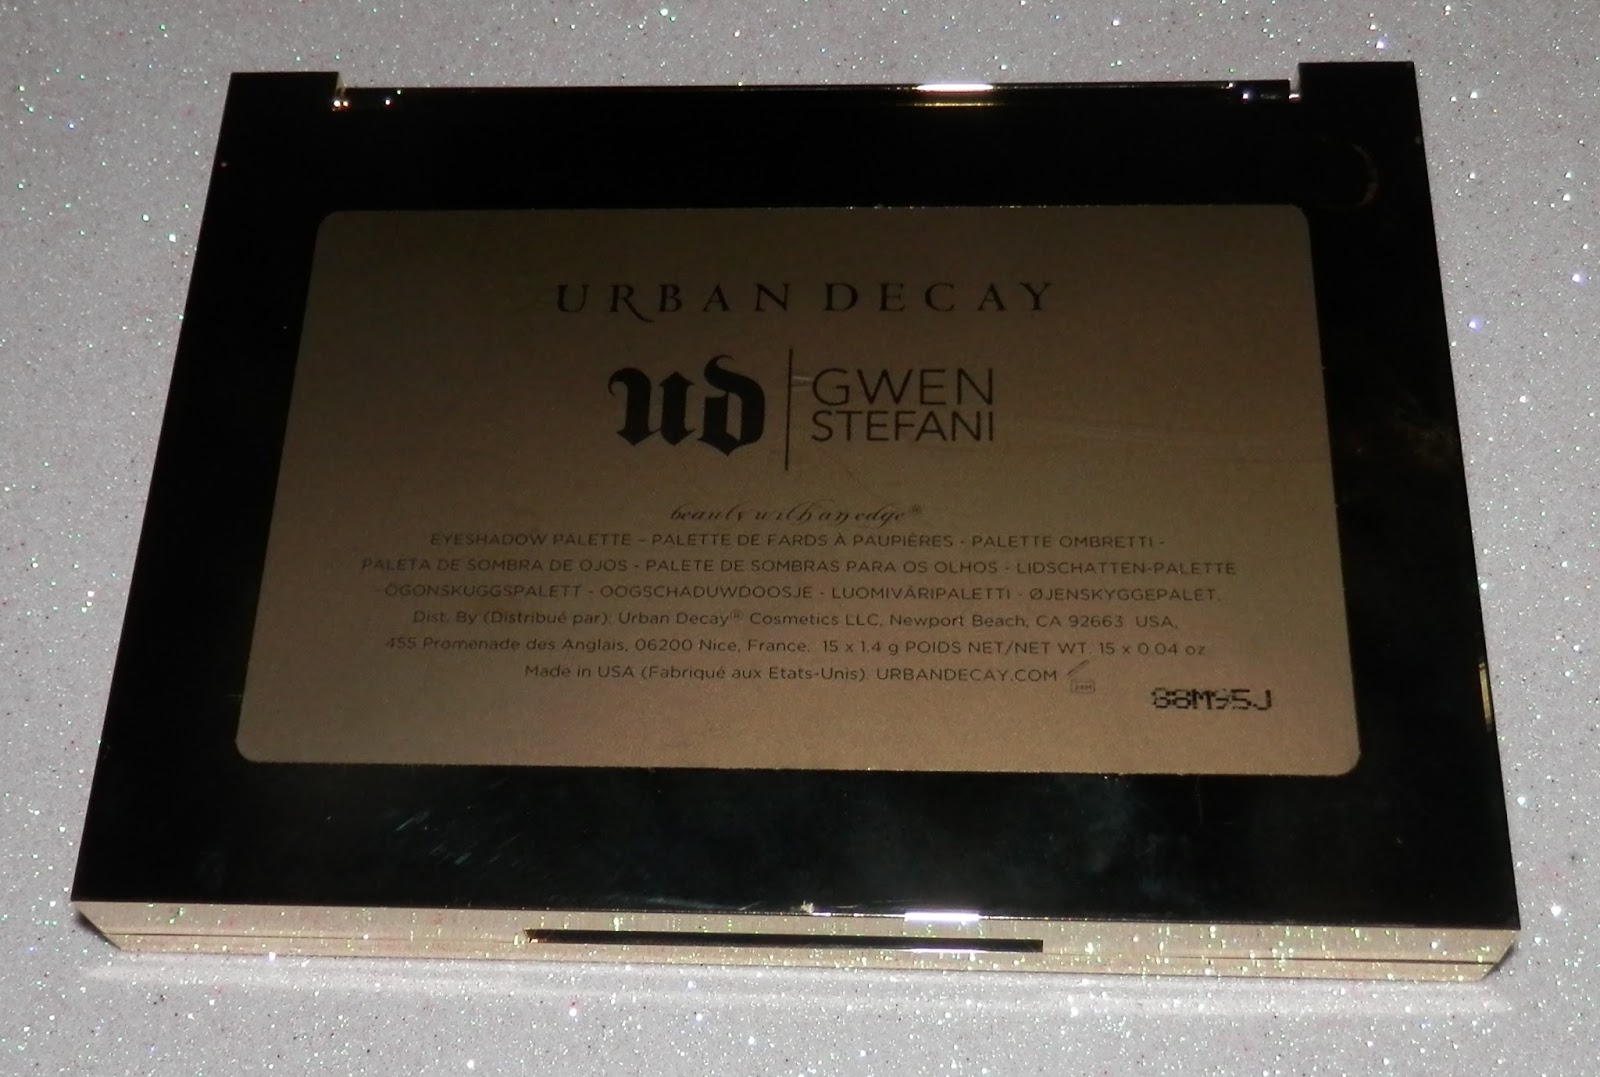 URBAN DECAY
UD
GWEN
STEFANI
beauty with an edge®
EYESHADOW PALETTE – PALETTE DE FARDS À PAUPIÈRES - PALETTE OMBRETTI -
PALETA DE SOMBRA DE OJOS - PALETE DE SOMBRAS PARA OS OLHOS - LIDSCHATTEN-PALETTE
- ÖGONSKUGGSPALETT - OOGSCHADUWDOOSJE - LUOMIVÄRIPALETTI - ØJENSKYGGEPALET.
Dist. By (Distribué par): Urban Decay® Cosmetics LLC, Newport Beach, CA 92663 USA,
455 Promenade des Anglais, 06200 Nice, France. 15 x 1.4 g POIDS NET/NET WT. 15 x 0.04 oz
Made in USA (Fabriqué aux Etats-Unis). URBANDECAY.COM
88M95J